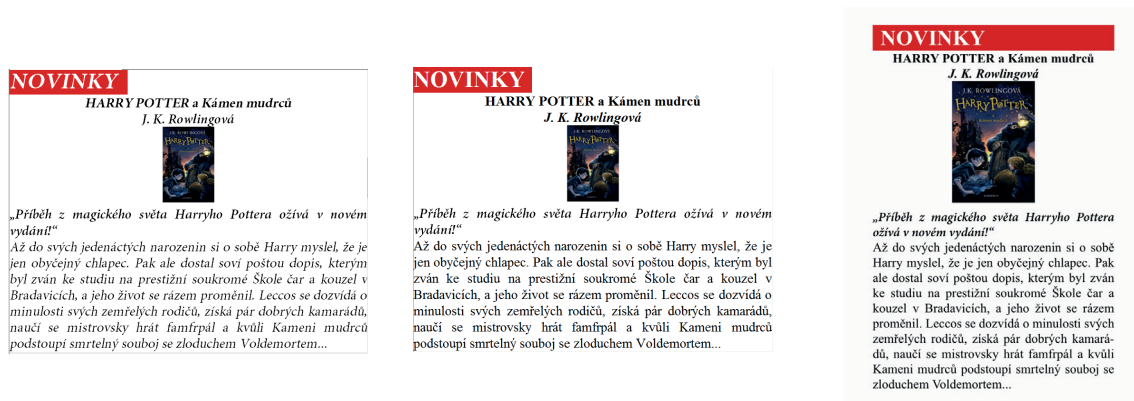 NOVINKY
HARRY POTTER a Kámen mudrců
J. K. Rowlingová
J.K. ROWLINGOVÁ
HARRY POTTER
„Příběh z magického světa Harryho Pottera ožívá v novém
vydání!“
Až do svých jedenáctých narozenin si o sobě Harry myslel, že je
jen obyčejný chlapec. Pak ale dostal soví poštou dopis, kterým
byl zván ke studiu na prestižní soukromé Škole čar a kouzel v
Bradavicích, a jeho život se rázem proměnil. Leccos se dozvídá o
minulosti svých zemřelých rodičů, získá pár dobrých kamarádů,
naučí se mistrovsky hrát famfrpál a kvůli Kameni mudrců
podstoupí smrtelný souboj se zloduchem Voldemortem...
NOVINKY
HARRY POTTER a Kámen mudrců
J. K. Rowlingová
J.K. ROWLINGOVÁ
HARRY POTTER
„Příběh z magického světa Harryho Pottera ožívá v novém
vydání!“
Až do svých jedenáctých narozenin si o sobě Harry myslel, že je
jen obyčejný chlapec. Pak ale dostal soví poštou dopis, kterým byl
zván ke studiu na prestižní soukromé Škole čar a kouzel v
Bradavicích, a jeho život se rázem proměnil. Leccos se dozvídá o
minulosti svých zemřelých rodičů, získá pár dobrých kamarádů,
naučí se mistrovsky hrát famfrpál a kvůli Kameni mudrců
podstoupí smrtelný souboj se zloduchem Voldemortem...
NOVINKY
HARRY POTTER a Kámen mudrců
J. K. Rowlingová
J.K. ROWLINGOVÁ
HARRY POTTER
„Příběh z magického světa Harryho Pottera
ožívá v novém vydání!“
Až do svých jedenáctých narozenin si o sobě
Harry myslel, že je jen obyčejný chlapec. Pak
ale dostal soví poštou dopis, kterým byl zván
ke studiu na prestižní soukromé Škole čar a
kouzel v Bradavicích, a jeho život se rázem
proměnil. Leccos se dozvídá o minulosti svých
zemřelých rodičů, získá pár dobrých kamará-
dů, naučí se mistrovsky hrát famfrpál a kvůli
Kameni mudrců podstoupí smrtelný souboj se
zloduchem Voldemortem...